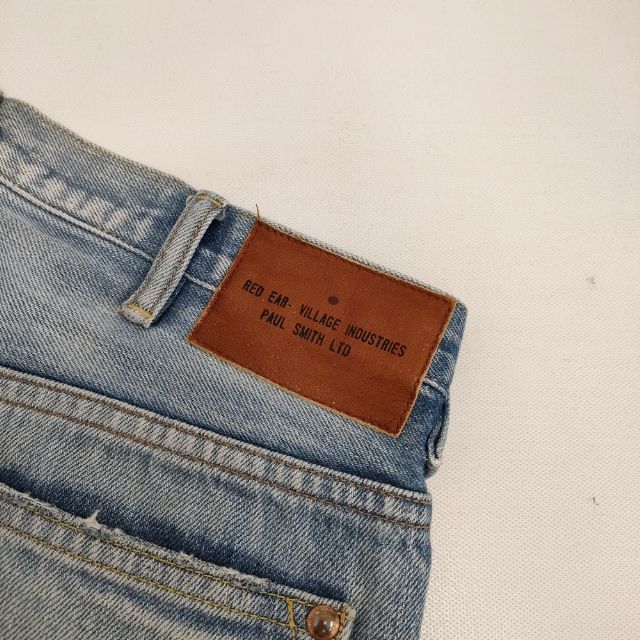 RED EAR- VILLAGE INDUSTRIES
PAUL SMITH LTD